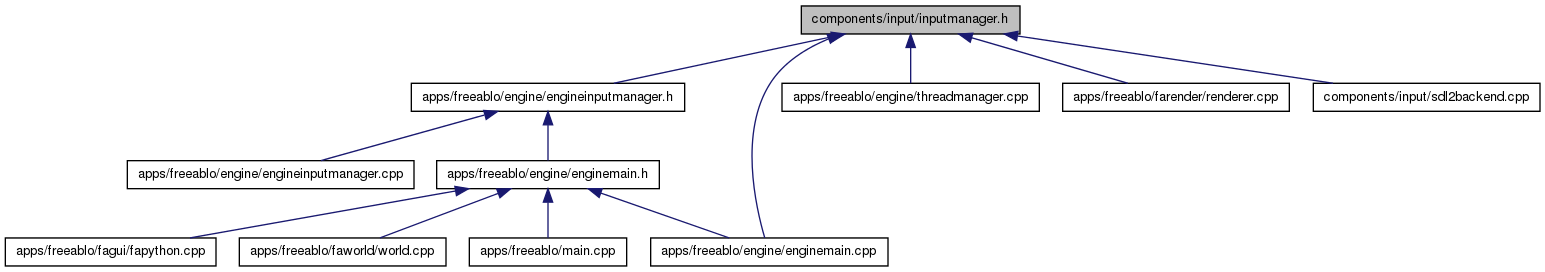 components/input/inputmanager.h
apps/freeablo/engine/engineinputmanager.h
apps/freeablo/engine/threadmanager.cpp
apps/freeablo/farender/renderer.cpp
components/input/sdl2backend.cpp
apps/freeablo/engine/engineinputmanager.cpp
apps/freeablo/engine/enginemain.h
apps/freeablo/fagui/fapython.cpp
apps/freeablo/faworld/world.cpp
apps/freeablo/main.cpp
apps/freeablo/engine/enginemain.cpp